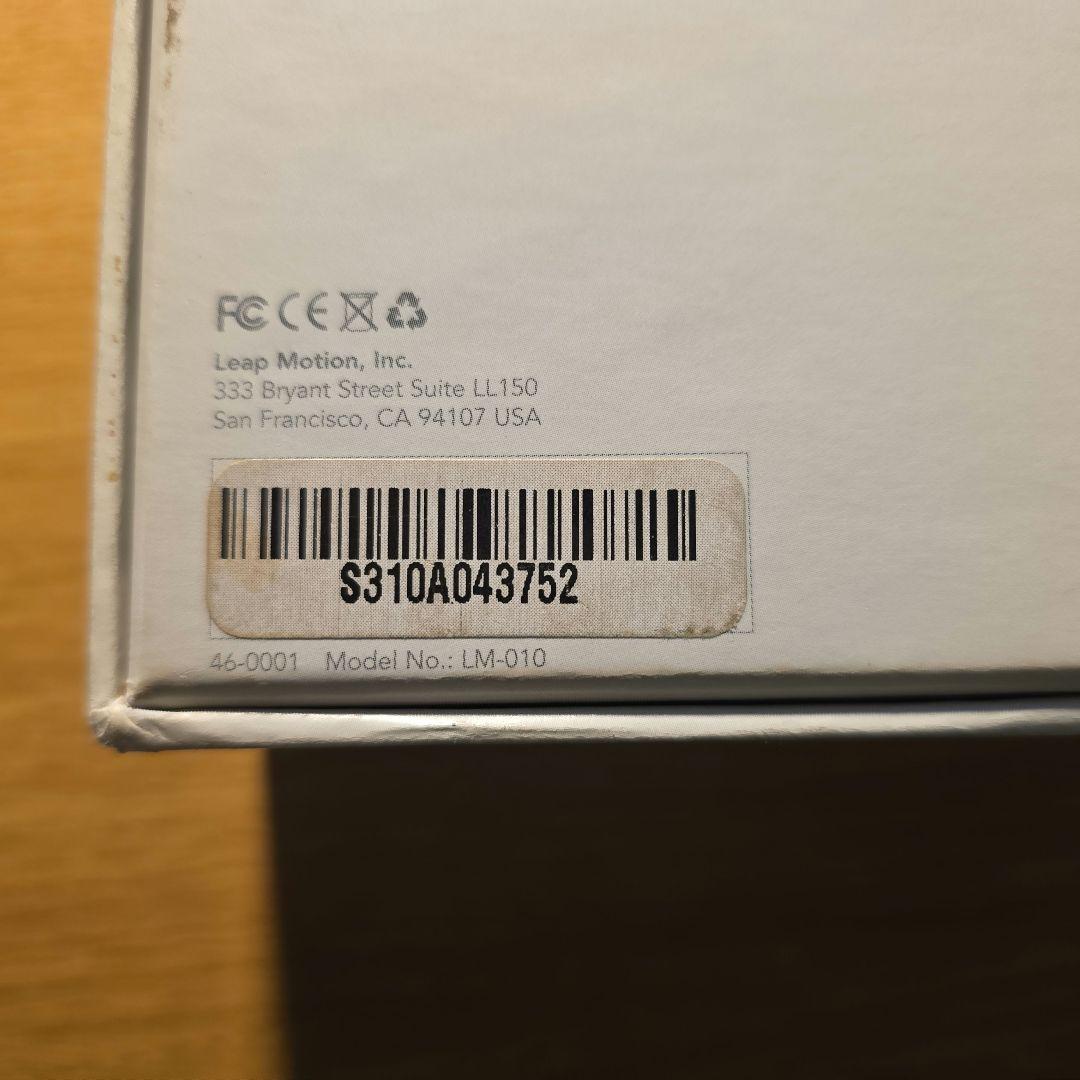 FC CE
Leap Motion, Inc.
333 Bryant Street Suite LL150
San Francisco, CA 94107 USA
S310A043752
46-0001 Model No.: LM-010